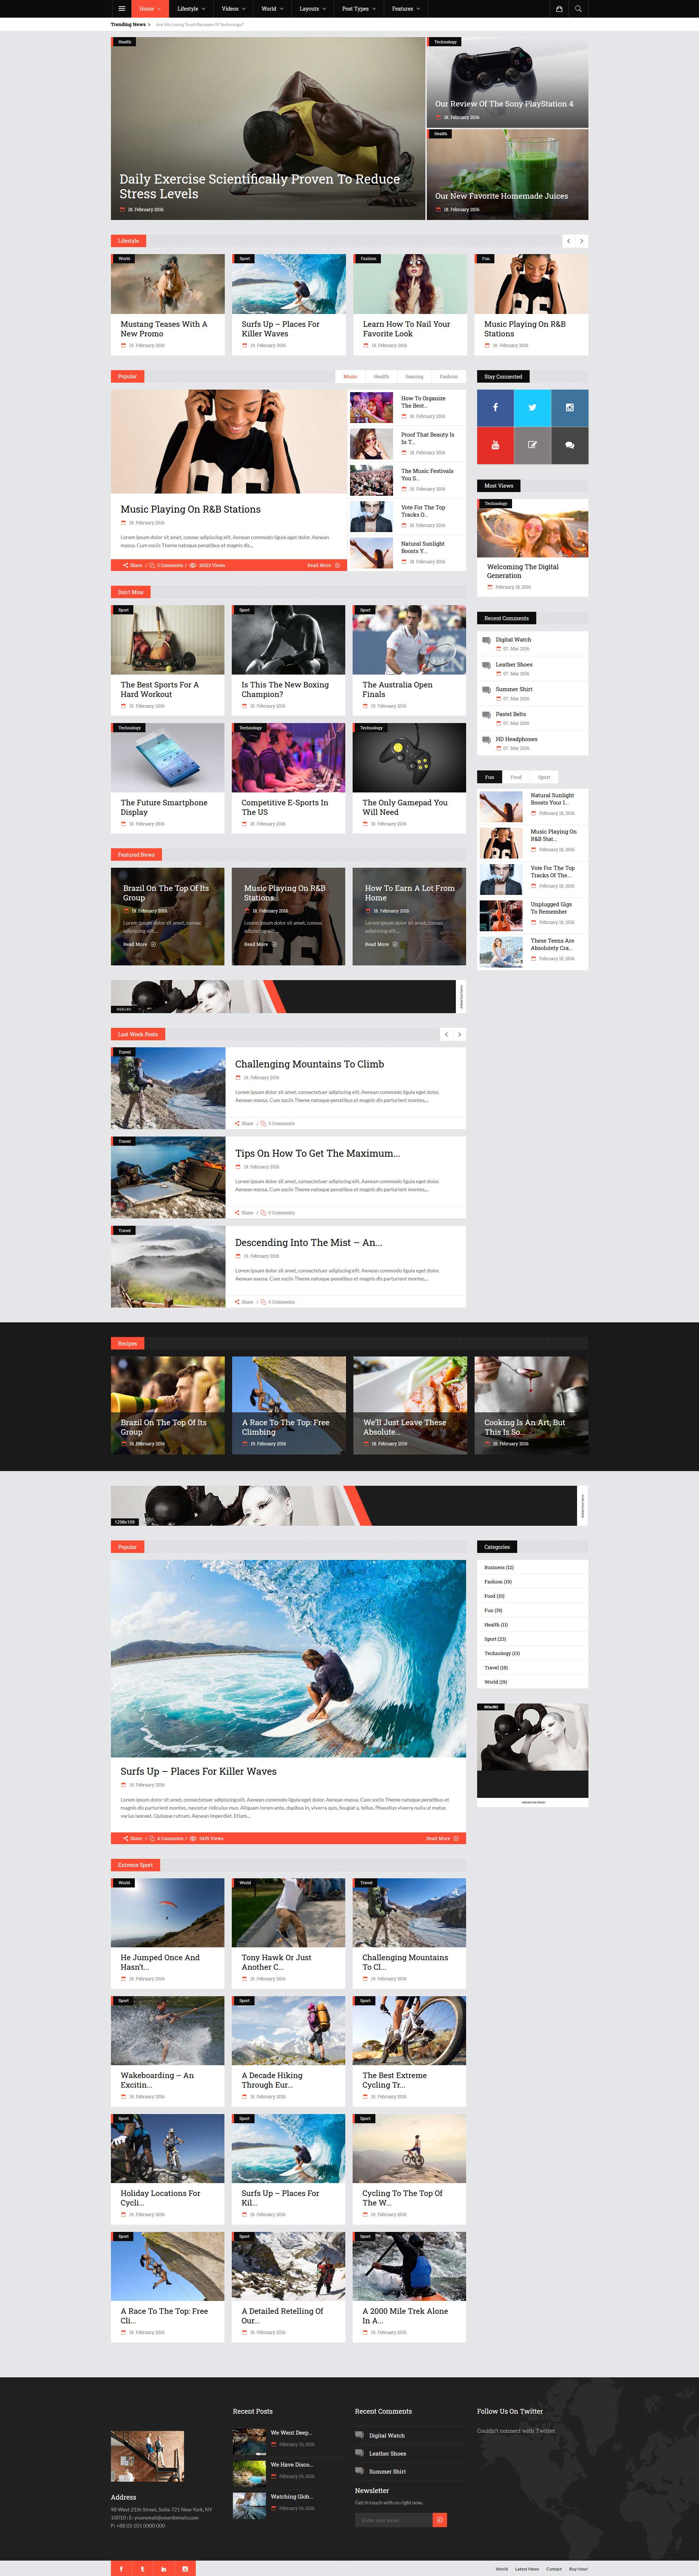 Home
Lifestyle
Videos
World
Layouts
Post Types
Features
Trending News
Are We Losing Touch Because Of Technology?
Health
Daily Exercise Scientifically Proven To Reduce
Stress Levels
18. February 2016
Technology
Our Review Of The Sony PlayStation 4
18. February 2016
Health
Our New Favorite Homemade Juices
18. February 2016
Lifestyle
World
Mustang Teases With A
New Promo
19. February 2016
Sport
Surfs Up – Places For
Killer Waves
19. February 2016
Fashion
Learn How To Nail Your
Favorite Look
18. February 2016
Fun
Music Playing On R&B
Stations
18. February 2016
Popular
Music
Health
Gaming
Fashion
Music Playing On R&B Stations
18. February 2016
Lorem ipsum dolor sit amet, consec adipiscing elit. Aenean commodo ligula eget dolor. Aenean
massa. Cum sociis Theme natoque penatibus et magnis dis...
Share / 5 Comments / 36053 Views
Read More
How To Organize
The Best...
18. February 2016
Proof That Beauty Is
In T...
18. February 2016
The Music Festivals
You S...
18. February 2016
Vote For The Top
Tracks O...
18. February 2016
Natural Sunlight
Boosts Y...
18. February 2016
Stay Connected
Most Views
Technology
Welcoming The Digital
Generation
February 18, 2016
Recent Comments
Digital Watch
07. Mar 2016
Leather Shoes
07. Mar 2016
Summer Shirt
07. Mar 2016
Pastel Belts
07. Mar 2016
HD Headphones
07. Mar 2016
Fun
Food
Sport
Natural Sunlight
Boosts Your I...
February 18, 2016
Music Playing On
R&B Stat...
February 18, 2016
Vote For The Top
Tracks Of The...
February 18, 2016
Unplugged Gigs
To Remember
February 18, 2016
These Teens Are
Absolutely Cra...
February 18, 2016
Don't Miss
Sport
The Best Sports For A
Hard Workout
19. February 2016
Sport
Is This The New Boxing
Champion?
19. February 2016
Sport
The Australia Open
Finals
19. February 2016
Technology
The Future Smartphone
Display
18. February 2016
Technology
Competitive E-Sports In
The US
18. February 2016
Technology
The Only Gamepad You
Will Need
18. February 2016
Featured News
Brazil On The Top Of Its
Group
19. February 2016
Lorem ipsum dolor sit amet, consec
adipiscing elit....
Read More
Music Playing On R&B
Stations
18. February 2016
Lorem ipsum dolor sit amet, consec
adipiscing elit....
Read More
How To Earn A Lot From
Home
18. February 2016
Lorem ipsum dolor sit amet, consec
adipiscing elit....
Read More
Advertise here
Last Week Posts
Travel
Challenging Mountains To Climb
19. February 2016
Lorem ipsum dolor sit amet, consectetuer adipiscing elit. Aenean commodo ligula eget dolor.
Aenean massa. Cum sociis Theme natoque penatibus et magnis dis parturient montes,...
Share / 0 Comments
Travel
Tips On How To Get The Maximum...
19. February 2016
Lorem ipsum dolor sit amet, consectetuer adipiscing elit. Aenean commodo ligula eget dolor.
Aenean massa. Cum sociis Theme natoque penatibus et magnis dis parturient montes,...
Share / 0 Comments
Travel
Descending Into The Mist – An...
19. February 2016
Lorem ipsum dolor sit amet, consectetuer adipiscing elit. Aenean commodo ligula eget dolor.
Aenean massa. Cum sociis Theme natoque penatibus et magnis dis parturient montes,...
Share / 0 Comments
Recipes
Brazil On The Top Of Its
Group
19. February 2016
A Race To The Top: Free
Climbing
19. February 2016
We'll Just Leave These
Absolute...
18. February 2016
Cooking Is An Art, But
This Is So...
18. February 2016
1298x109
Advertise here
Popular
Surfs Up – Places For Killer Waves
19. February 2016
Lorem ipsum dolor sit amet, consectetuer adipiscing elit. Aenean commodo ligula eget dolor. Aenean massa. Cum sociis Theme natoque penatibus et
magnis dis parturient montes, nascetur ridiculus mus. Aliquam lorem ante, dapibus in, viverra quis, feugiat a, tellus. Phasellus viverra nulla ut metus
varius laoreet. Quisque rutrum. Aenean imperdiet. Etiam...
Share / 4 Comments / 2429 Views
Read More
Categories
Business (12)
Fashion (19)
Food (10)
Fun (19)
Health (11)
Sport (23)
Technology (13)
Travel (18)
World (19)
Advertise here
Extreme Sport
World
He Jumped Once And
Hasn't...
19. February 2016
World
Tony Hawk Or Just
Another C...
19. February 2016
Travel
Challenging Mountains
To Cl...
19. February 2016
Sport
Wakeboarding – An
Excitin...
19. February 2016
Sport
A Decade Hiking
Through Eur...
19. February 2016
Sport
The Best Extreme
Cycling Tr...
19. February 2016
Sport
Holiday Locations For
Cycli...
19. February 2016
Sport
Surfs Up – Places For
Kil...
19. February 2016
Sport
Cycling To The Top Of
The W...
19. February 2016
Sport
A Race To The Top: Free
Cli...
19. February 2016
Sport
A Detailed Retelling Of
Our...
19. February 2016
Sport
A 2000 Mile Trek Alone
In A...
19. February 2016
Address
98 West 21th Street, Suite 721 New York, NY
10010 | E: youremail@yourdomain.com
P: +88 (0) 101 0000 000
Recent Posts
We Went Deep...
February 19, 2016
We Have Disco...
February 19, 2016
Watching Glob...
February 19, 2016
Recent Comments
Digital Watch
Leather Shoes
Summer Shirt
Newsletter
Get in touch with us right now.
Enter your email
Follow Us On Twitter
Couldn't connect with Twitter
World
Latest News
Contact
Buy Now!